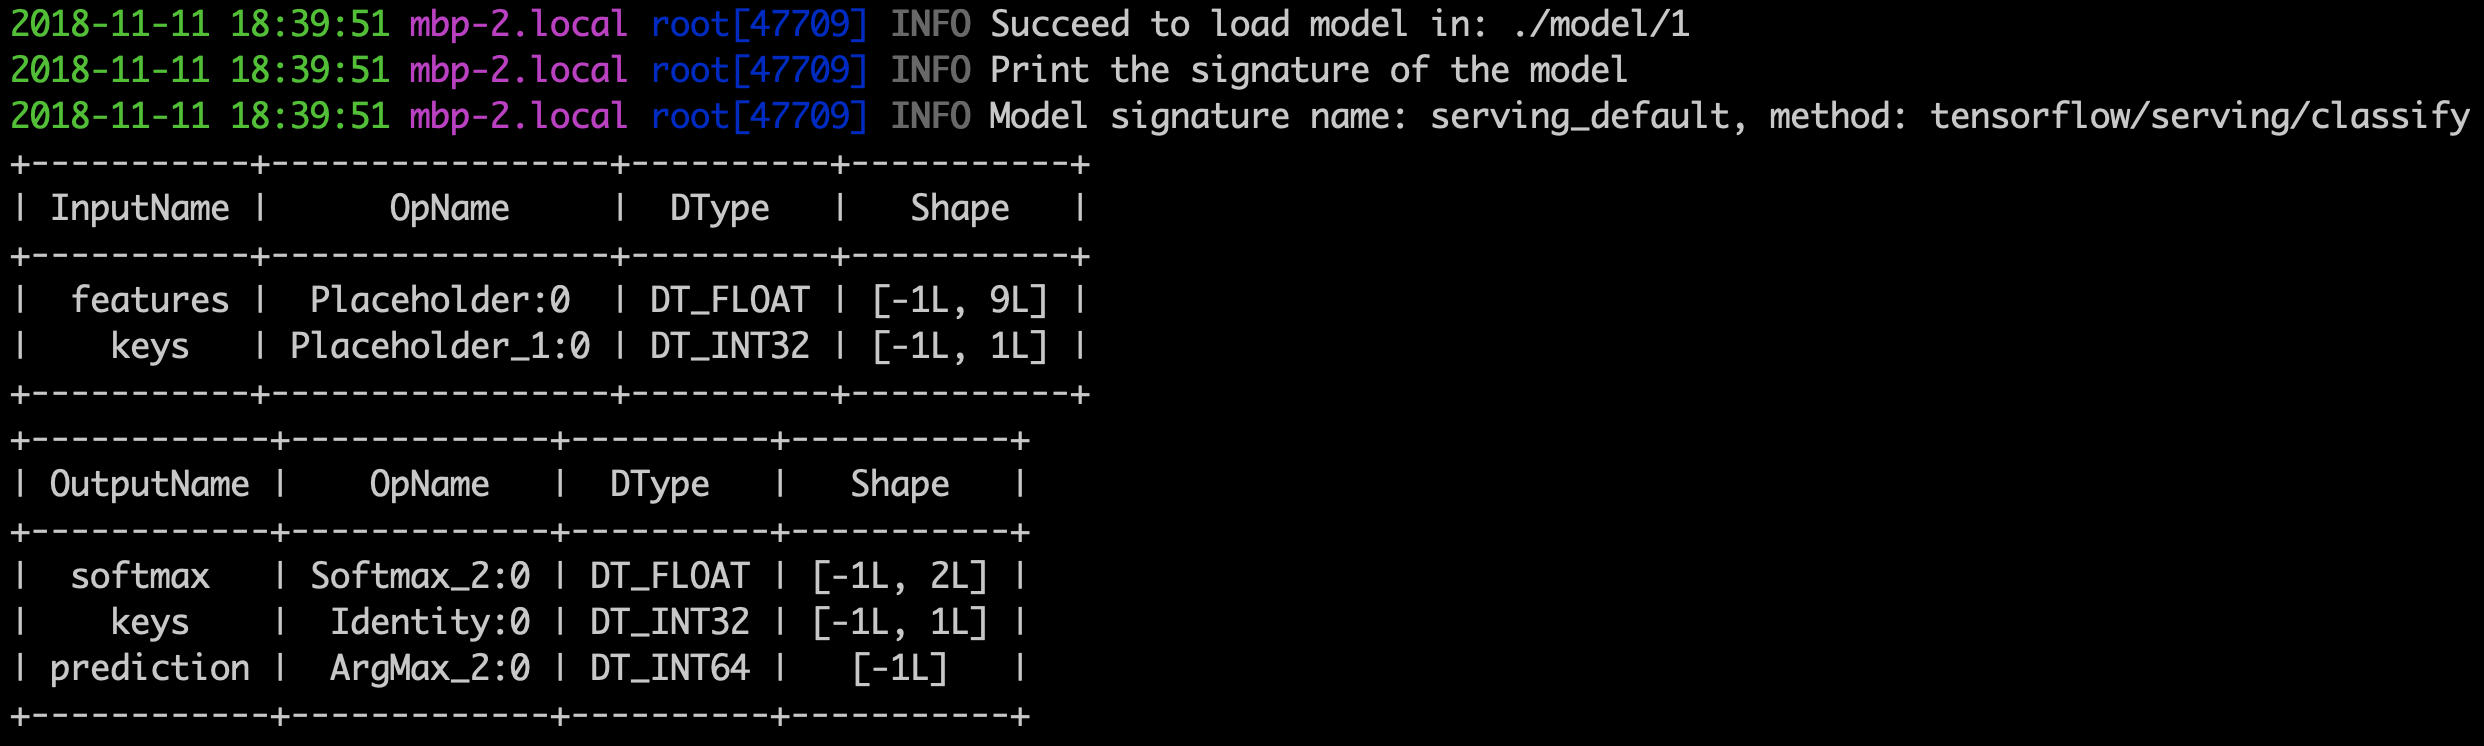 2018-11-11 18:39:51 mbp-2.local root[47709] INFO Succeed to load model in: ./model/1
2018-11-11 18:39:51 mbp-2.local root[47709] INFO Print the signature of the model
2018-11-11 18:39:51 mbp-2.local root[47709] INFO Model signature name: serving_default, method: tensorflow/serving/classify
+-----------+-----------------+----------+-----------+
| InputName |      OpName     |  DType   |   Shape   |
+-----------+-----------------+----------+-----------+
|  features |  Placeholder:0  | DT_FLOAT | [-1L, 9L] |
|    keys   | Placeholder_1:0 | DT_INT32 | [-1L, 1L] |
+-----------+-----------------+----------+-----------+
+------------+-------------+----------+-----------+
| OutputName |    OpName   |  DType   |   Shape   |
+------------+-------------+----------+-----------+
|  softmax   | Softmax_2:0 | DT_FLOAT | [-1L, 2L] |
|    keys    |  Identity:0 | DT_INT32 | [-1L, 1L] |
| prediction |  ArgMax_2:0 | DT_INT64 |   [-1L]   |
+------------+-------------+----------+-----------+